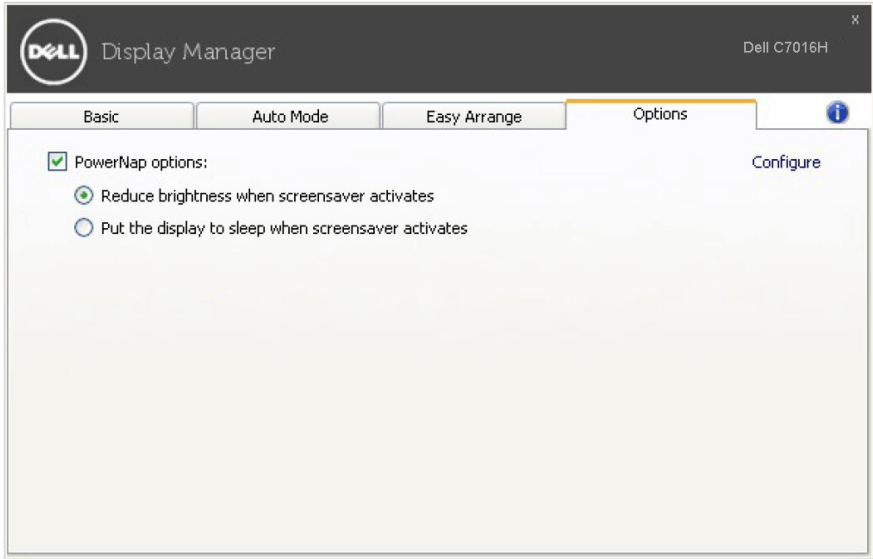 DELL
Display Manager
Dell C7016H
X
Basic
Auto Mode
Easy Arrange
Options
i
PowerNap options:
Configure
Reduce brightness when screensaver activates
Put the display to sleep when screensaver activates